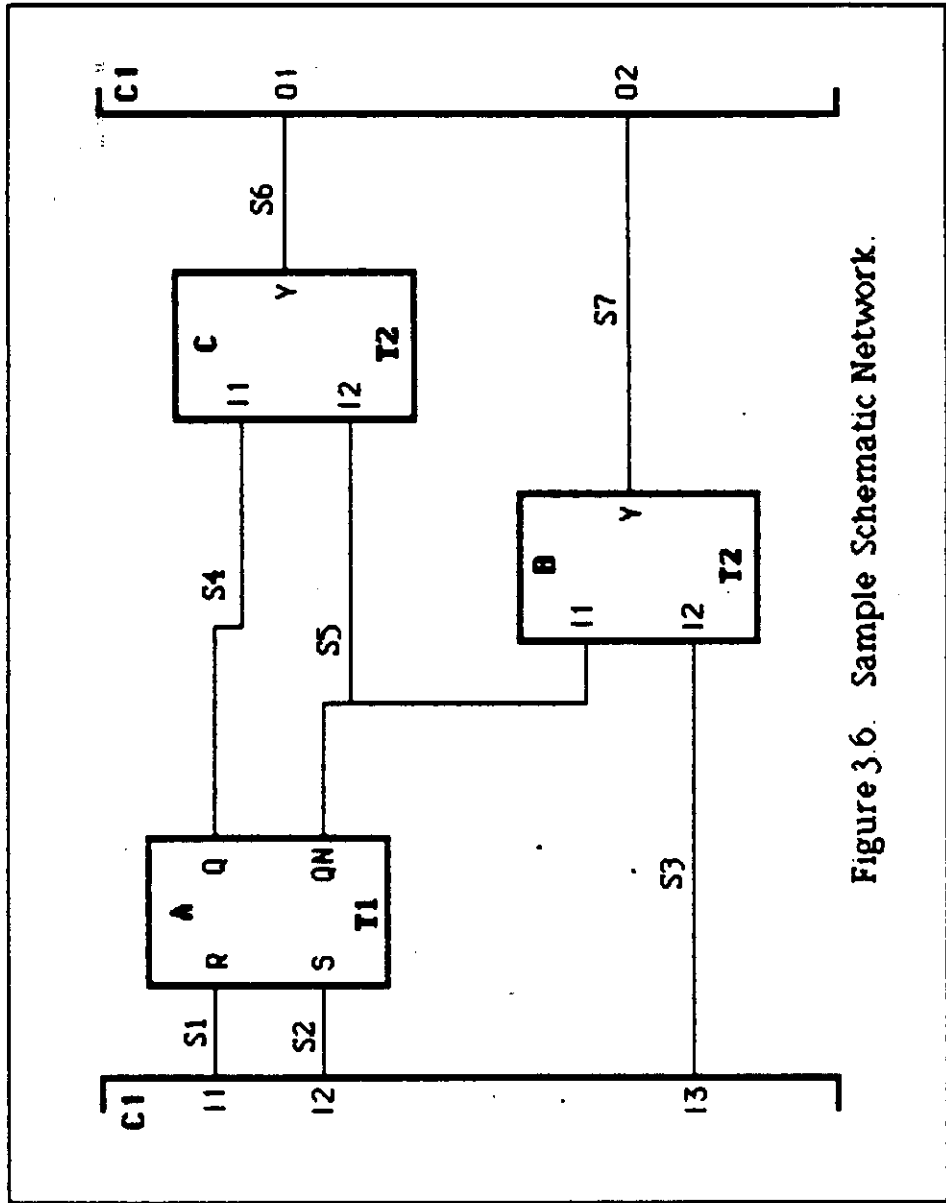 C1
I1
I2
I3
S1
S2
A
R
Q
S
QN
T1
S3
S4
S5
C
I1
I2
Y
T2
B
I1
I2
Y
T2
S6
S7
C1
O1
O2
Figure 3.6. Sample Schematic Network.